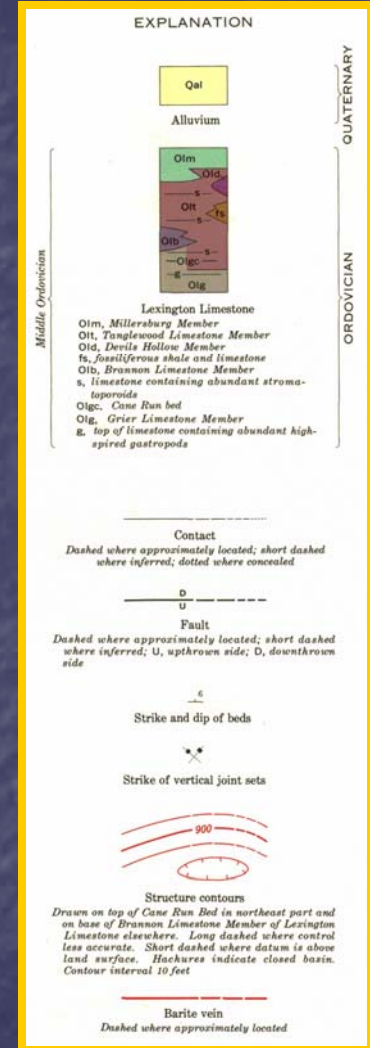 EXPLANATION
Qal
Alluvium
QUATERNARY
Olm
Old
s
Olt
fs
s
Olb
s
Olgc
g
Olg
Middle Ordovician
ORDOVICIAN
Lexington Limestone
Olm, Millersburg Member
Olt, Tanglewood Limestone Member
Old, Devils Hollow Member
fs, fossiliferous shale and limestone
Olb, Brannon Limestone Member
s, limestone containing abundant stroma-
toporoids
Olgc, Cane Run bed
Olg, Grier Limestone Member
g, top of limestone containing abundant high-
spired gastropods
Contact
Dashed where approximately located; short dashed
where inferred; dotted where concealed
D
U
Fault
Dashed where approximately located; short dashed
where inferred; U, upthrown side; D, downthrown
side
6
Strike and dip of beds
Strike of vertical joint sets
900
Structure contours
Drawn on top of Cane Run Bed in northeast part and
on base of Brannon Limestone Member of Lexington
Limestone elsewhere. Long dashed where control
less accurate. Short dashed where datum is above
land surface. Hachures indicate closed basin.
Contour interval 10 feet
Barite vein
Dashed where approximately located